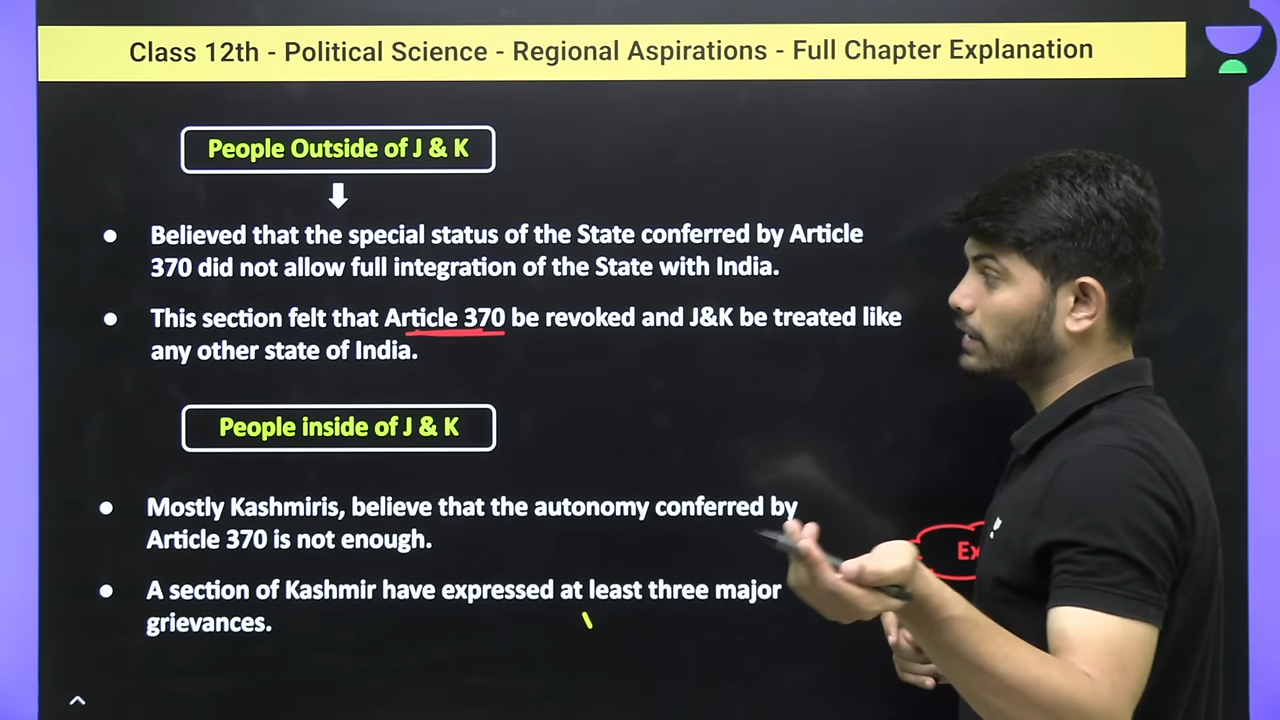 Class 12th - Political Science - Regional Aspirations - Full Chapter Explanation
People Outside of J & K
Believed that the special status of the State conferred by Article
370 did not allow full integration of the State with India.
This section felt that Article 370 be revoked and J&K be treated like
any other state of India.
People inside of J & K
Mostly Kashmiris, believe that the autonomy conferred by
Article 370 is not enough.
A section of Kashmir have expressed at least three major
grievances.